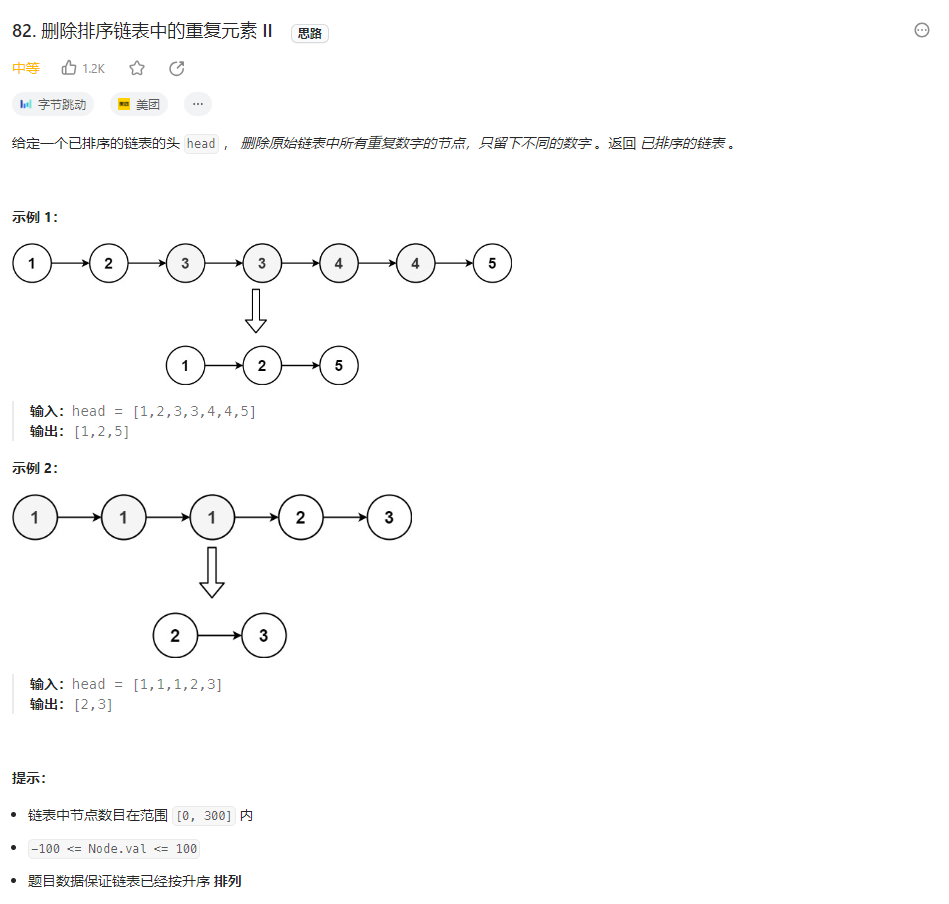 82. 删除排序链表中的重复元素 II 思路
中等 1.2K
字节跳动 美团 ...
给定一个已排序的链表的头 head ， 删除原始链表中所有重复数字的节点，只留下不同的数字 。返回 已排序的链表 。
示例 1：
1 2 3 3 4 4 5
1 2 5
输入：head = [1,2,3,3,4,4,5]
输出：[1,2,5]
示例 2：
1 1 1 2 3
2 3
输入：head = [1,1,1,2,3]
输出：[2,3]
提示：
链表中节点数目在范围 [0, 300] 内
-100 <= Node.val <= 100
题目数据保证链表已经按升序 排列